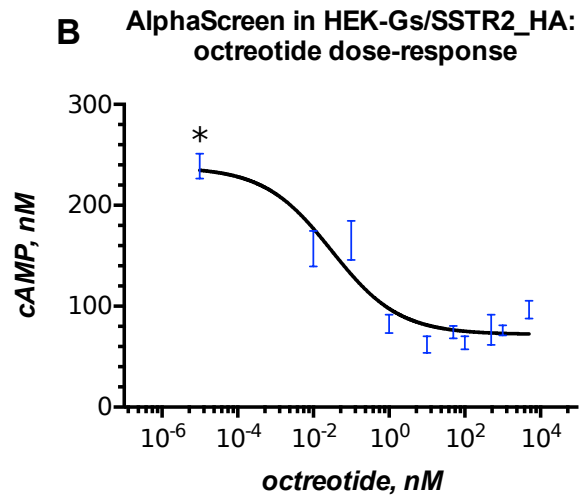 B
AlphaScreen in HEK-Gs/SSTR2_HA:
octreotide dose-response
300
200
100
0
cAMP, nM
*
10-6 10-4 10-2 100 102 104
octreotide, nM